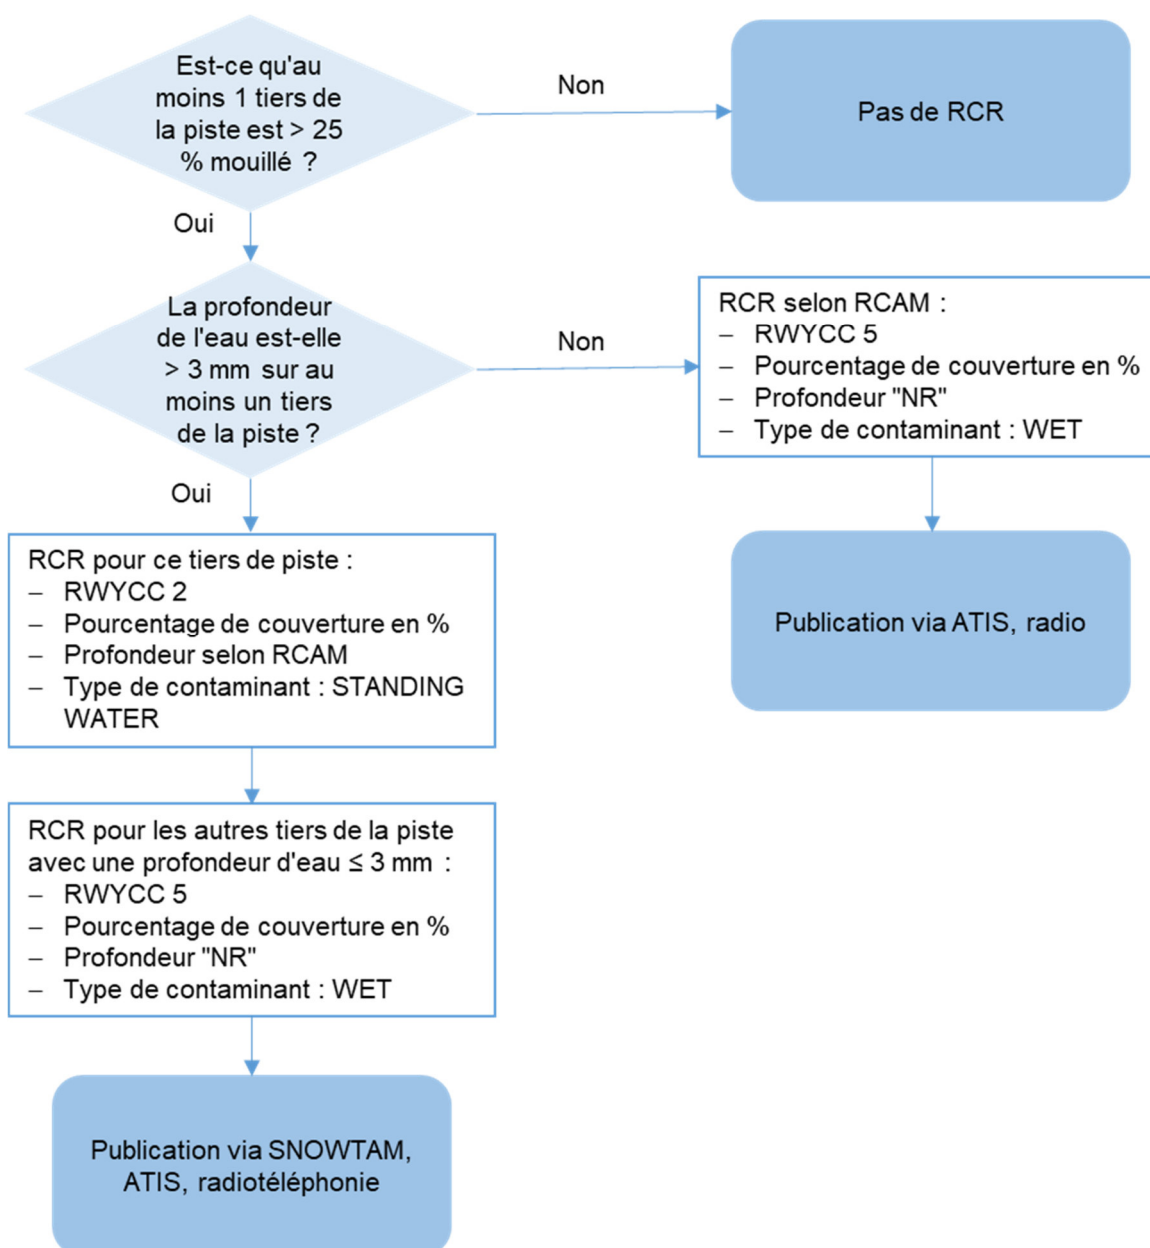 Est-ce qu'au
moins 1 tiers de
la piste est > 25
% mouillé ?
Non
Pas de RCR
Oui
La profondeur
de l'eau est-elle
> 3 mm sur au
moins un tiers
de la piste ?
Non
RCR selon RCAM :
– RWYCC 5
– Pourcentage de couverture en %
– Profondeur "NR"
– Type de contaminant : WET
Oui
RCR pour ce tiers de piste :
– RWYCC 2
– Pourcentage de couverture en %
– Profondeur selon RCAM
– Type de contaminant : STANDING
WATER
Publication via ATIS, radio
RCR pour les autres tiers de la piste
avec une profondeur d'eau ≤ 3 mm :
– RWYCC 5
– Pourcentage de couverture en %
– Profondeur "NR"
– Type de contaminant : WET
Publication via SNOWTAM,
ATIS, radiotéléphonie